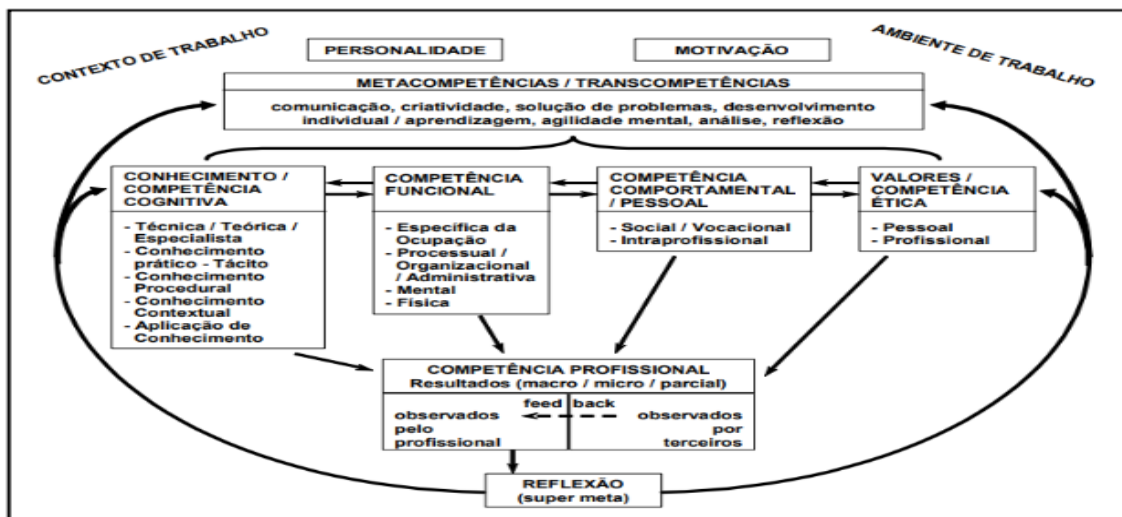 CONTEXTO DE TRABALHO
PERSONALIDADE
MOTIVAÇÃO
AMBIENTE DE TRABALHO
METACOMPETÊNCIAS / TRANSCOMPETÊNCIAS
comunicação, criatividade, solução de problemas, desenvolvimento
individual / aprendizagem, agilidade mental, análise, reflexão
CONHECIMENTO /
COMPETÊNCIA
COGNITIVA
- Técnica / Teórica /
Especialista
- Conhecimento
prático - Tácito
- Conhecimento
Procedural
- Conhecimento
Contextual
- Aplicação de
Conhecimento
COMPETÊNCIA
FUNCIONAL
- Específica da
Ocupação
- Processual /
Organizacional
/ Administrativa
- Mental
- Física
COMPETÊNCIA
COMPORTAMENTAL
/ PESSOAL
- Social / Vocacional
- Intraprofissional
VALORES /
COMPETÊNCIA
ÉTICA
- Pessoal
- Profissional
COMPETÊNCIA PROFISSIONAL
Resultados (macro / micro / parcial)
feed back
observados
pelo
profissional
observados
por
terceiros
REFLEXÃO
(super meta)